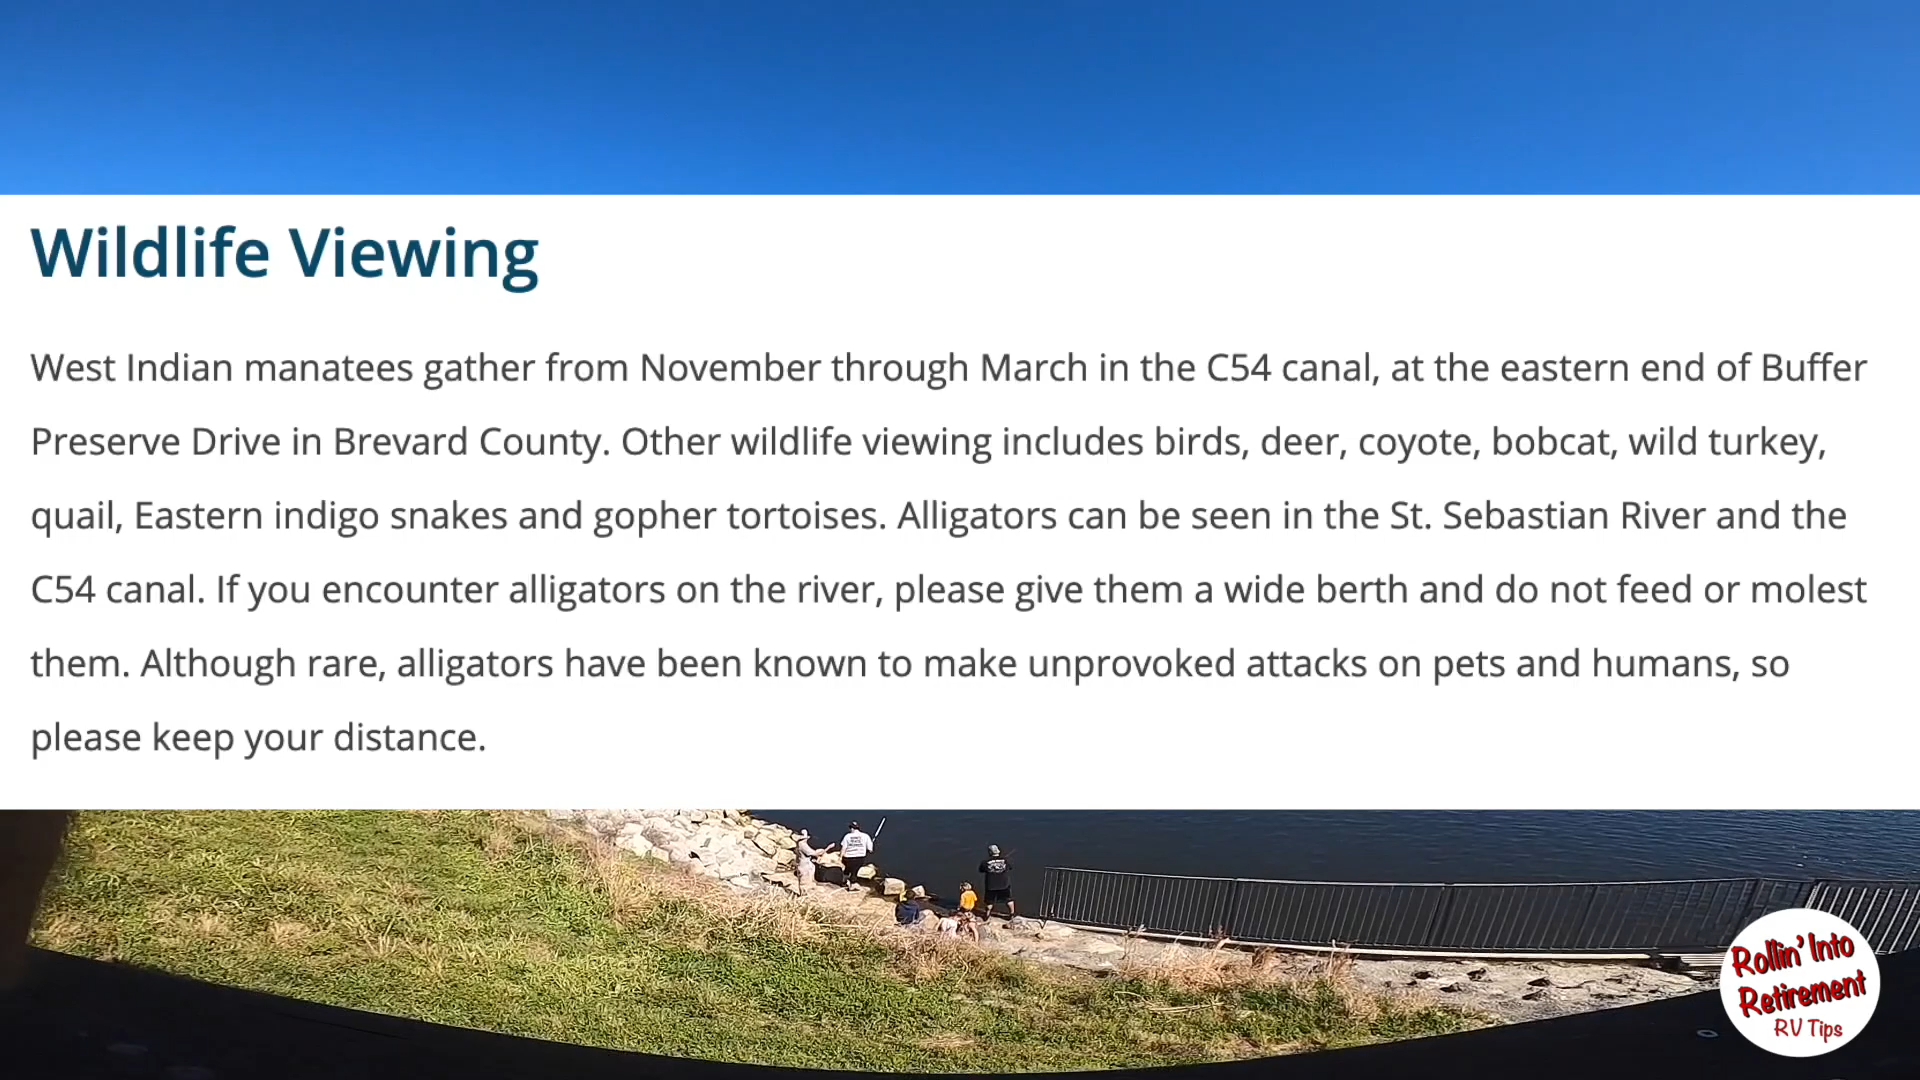 Wildlife Viewing
West Indian manatees gather from November through March in the C54 canal, at the eastern end of Buffer
Preserve Drive in Brevard County. Other wildlife viewing includes birds, deer, coyote, bobcat, wild turkey,
quail, Eastern indigo snakes and gopher tortoises. Alligators can be seen in the St. Sebastian River and the
C54 canal. If you encounter alligators on the river, please give them a wide berth and do not feed or molest
them. Although rare, alligators have been known to make unprovoked attacks on pets and humans, so
please keep your distance.
Rollin' Into
Retirement
RV Tips